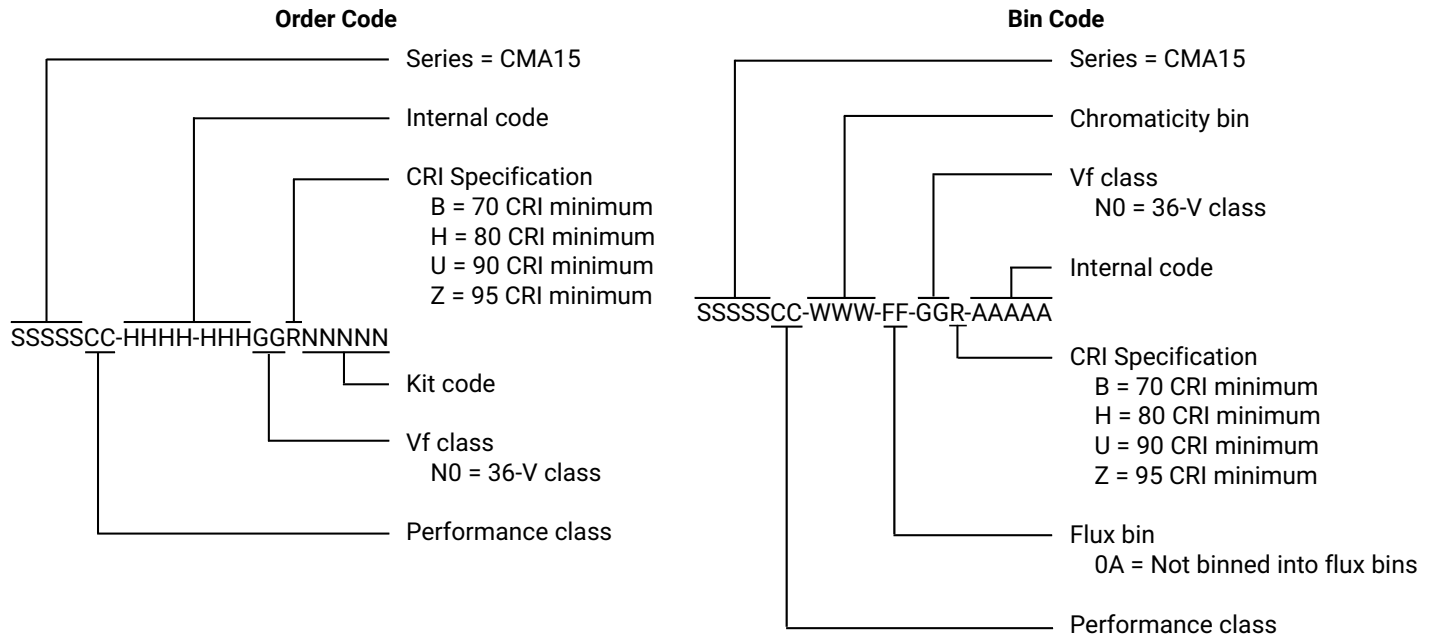 Order Code
Series = CMA15
Internal code
CRI Specification
B = 70 CRI minimum
H = 80 CRI minimum
U = 90 CRI minimum
Z = 95 CRI minimum
SSSSSCC-HHHH-HHHGGRNNNNN
Kit code
Vf class
N0 = 36-V class
Performance class
Bin Code
Series = CMA15
Chromaticity bin
Vf class
N0 = 36-V class
Internal code
SSSSSCC-WWW-FF-GGR-AAAAA
CRI Specification
B = 70 CRI minimum
H = 80 CRI minimum
U = 90 CRI minimum
Z = 95 CRI minimum
Flux bin
0A = Not binned into flux bins
Performance class